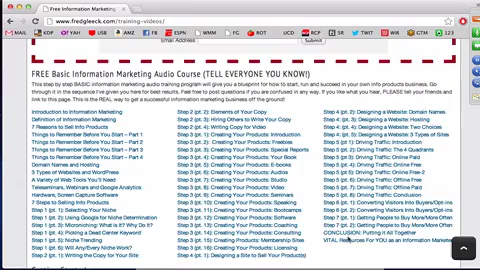 Free Information Marketing
www.fredgleeck.com/training-videos/
KDF
YAH
USB
EPS
WMM
PCO
BUF
T
SIT
RW
WIR
GT
STR
Email Address
Submit
FREE Basic Information Marketing Audio Course (TELL EVERYONE YOU KNOW!)
This step by step BASIC information marketing audio training program will give you a blueprint for how to start, run and succeed in your own info products business. Go
through it in the sequence I've given you here for best results. Feel free to post questions if you are confused in any way. If you like what you hear, PLEASE tell your friends and
link to this page. This is the REAL way to get a successful information marketing business off the ground!
Introduction to Information Marketing
Definition of Information Marketing
7 Reasons to Sell Info Products
Things to Remember Before You Start – Part 1
Things to Remember Before You Start – Part 2
Things to Remember Before You Start – Part 3
Things to Remember Before You Start – Part 4
Domain Names and Hosting
3 Types of Websites and WordPress
A Variety of Web Tools You'll Need
Teleseminars, Webinars and Google Analytics
Hardware, Screen Capture Software
7 Steps to Selling Info Products
Step 1 (pt. 1): Selecting Your Niche
Step 1 (pt. 2): Using Google for Niche Determination
Step 1 (pt. 3): Microniching: What is it? Why Do it?
Step 1 (pt. 4): Picking a Dead Center Keyword
Step 1 (pt. 5): Niche Trending
Step 1 (pt. 6): Will Any/Every Niche Work?
Step 2 (pt. 1): Writing the Copy for Your Site
Step 2 (pt. 2): Elements of Your Copy
Step 2 (pt. 3): Hiring Others to Write Your Copy
Step 2 (pt. 4): Writing Copy for Video
Step 3 (pt. 1): Creating Your Products: Introduction
Step 3 (pt. 2): Creating Your Products: Freebies
Step 3 (pt. 3): Creating Your Products: Special Reports
Step 3 (pt. 4): Creating Your Products: Your Book
Step 3 (pt. 5): Creating Your Products: E-books
Step 3 (pt. 6): Creating Your Products: Audios
Step 3 (pt. 7): Creating Your Products: Studio
Step 3 (pt. 8): Creating Your Products: Video
Step 3 (pt. 9): Creating Your Products: Seminars
Step 3 (pt. 10): Creating Your Products: Speaking
Step 3 (pt. 11): Creating Your Products: Bootcamps
Step 3 (pt. 12): Creating Your Products: Coaching
Step 3 (pt. 13): Creating Your Products: Software
Step 3 (pt. 14): Creating Your Products: Consulting
Step 3 (pt. 15): Creating Your Products: Membership Sites
Step 3 (pt. 16): Creating Your Products: Licensing
Step 4 (pt. 1): Designing a Site to Sell Your Product(s)
Step 4 (pt. 2): Designing a Website: Domain Names
Step 4 (pt. 3): Designing a Website: Hosting
Step 4 (pt. 4): Designing a Website: Two Choices
Step 4 (pt. 5): Designing a Website: 3 Types of Sites
Step 5 (pt. 1): Driving Traffic: Introduction
Step 5 (pt. 2): Driving Traffic: The 4 Quadrants
Step 5 (pt. 3): Driving Traffic: Online Paid
Step 5 (pt. 4): Driving Traffic: Online Free
Step 5 (pt. 5): Driving Traffic: Offline Free
Step 5 (pt. 6): Driving Traffic: Video
Step 5 (pt. 7): Driving Traffic: Offline Paid
Step 5 (pt. 8): Driving Traffic: Conclusion
Step 6 (pt. 1): Converting Visitors Into Buyers/Opt-ins
Step 6 (pt. 2): Converting Visitors Into Buyers/Opt-ins
Step 7 (pt. 1): Getting People to Buy More/More Often
Step 7 (pt. 2): Getting People to Buy More/More Often
CONCLUSION: Putting it All Together
VITAL Resources For YOU as an Information Marketer